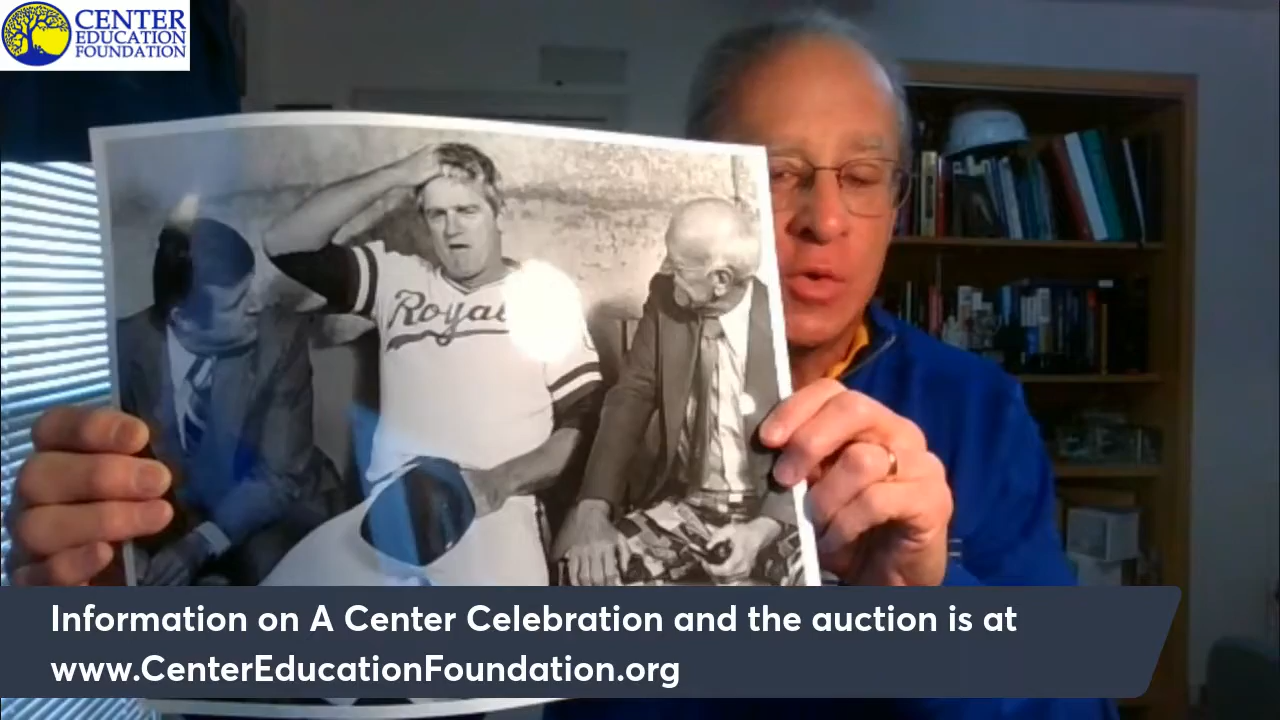 CENTER
EDUCATION
FOUNDATION
Royal
Information on A Center Celebration and the auction is at
www.CenterEducationFoundation.org